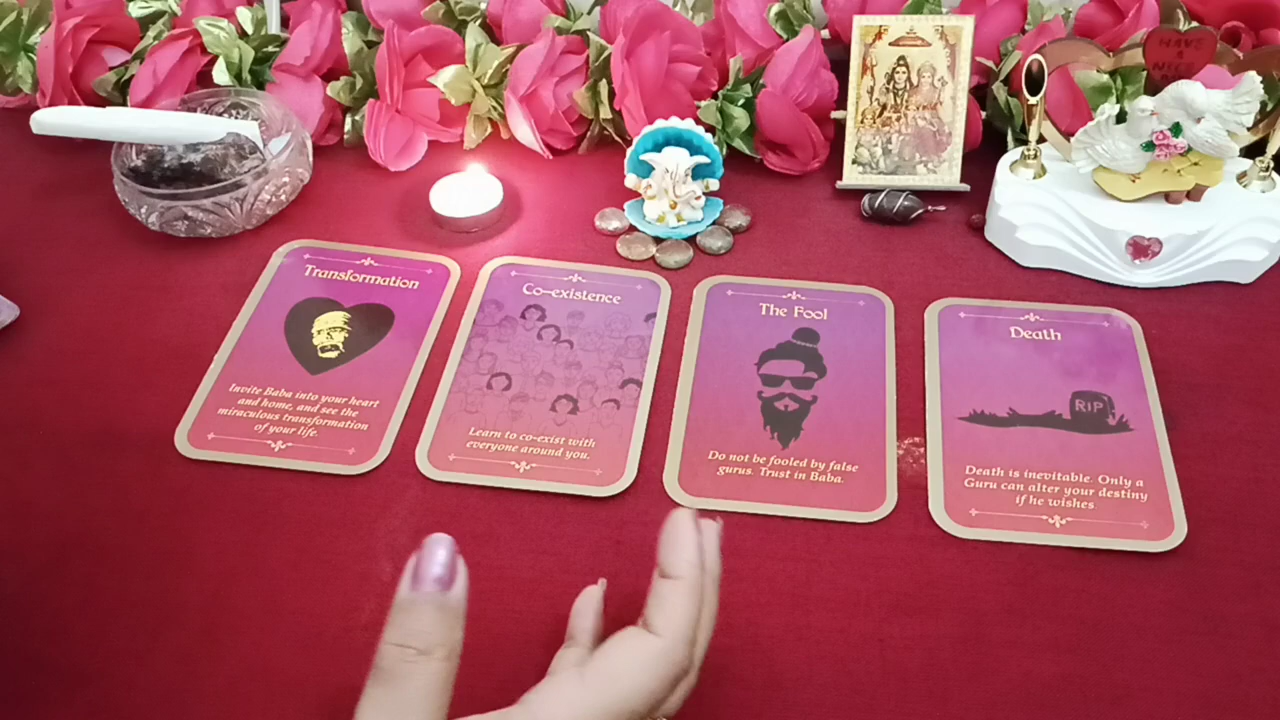 HAVE
A
NICE
Transformation
Invite Baba into your heart
and home, and see the
miraculous transformation
of your life.
Co-existence
Learn to co-exist with
everyone around you.
The Fool
Do not be fooled by false
gurus. Trust in Baba.
Death
RIP
Death is inevitable. Only a
Guru can alter your destiny
if he wishes.